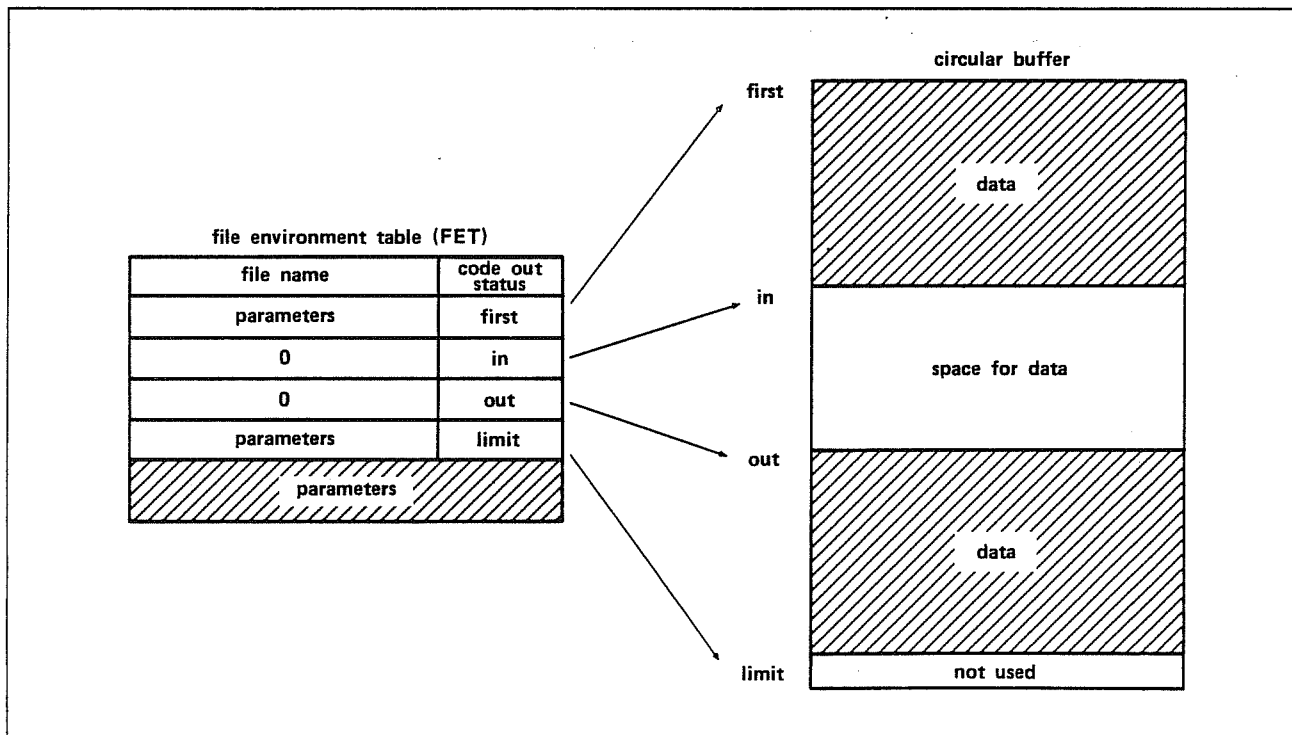 file environment table (FET)
file name
code out
status
parameters
first
0
in
0
out
parameters
limit
parameters
circular buffer
first
data
in
space for data
out
data
limit
not used